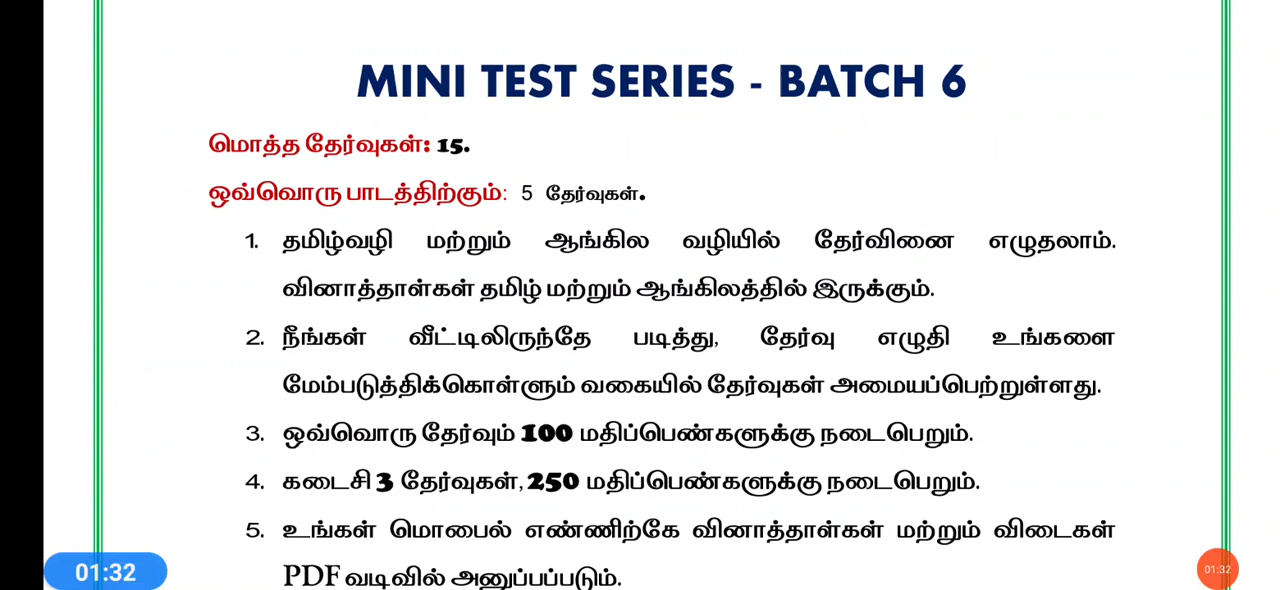 MINI TEST SERIES - BATCH 6
மொத்த தேர்வுகள்: 15.
ஒவ்வொரு பாடத்திற்கும்: 5 தேர்வுகள்.
1. தமிழ்வழி மற்றும் ஆங்கில வழியில் தேர்வினை எழுதலாம்.
வினாத்தாள்கள் தமிழ் மற்றும் ஆங்கிலத்தில் இருக்கும்.
2. நீங்கள் வீட்டிலிருந்தே படித்து, தேர்வு எழுதி உங்களை
மேம்படுத்திக்கொள்ளும் வகையில் தேர்வுகள் அமையப்பெற்றுள்ளது.
3. ஒவ்வொரு தேர்வும் 100 மதிப்பெண்களுக்கு நடைபெறும்.
4. கடைசி 3 தேர்வுகள், 250 மதிப்பெண்களுக்கு நடைபெறும்.
5. உங்கள் மொபைல் எண்ணிற்கே வினாத்தாள்கள் மற்றும் விடைகள்
PDF வடிவில் அனுப்பப்படும்.
01:32
01:32